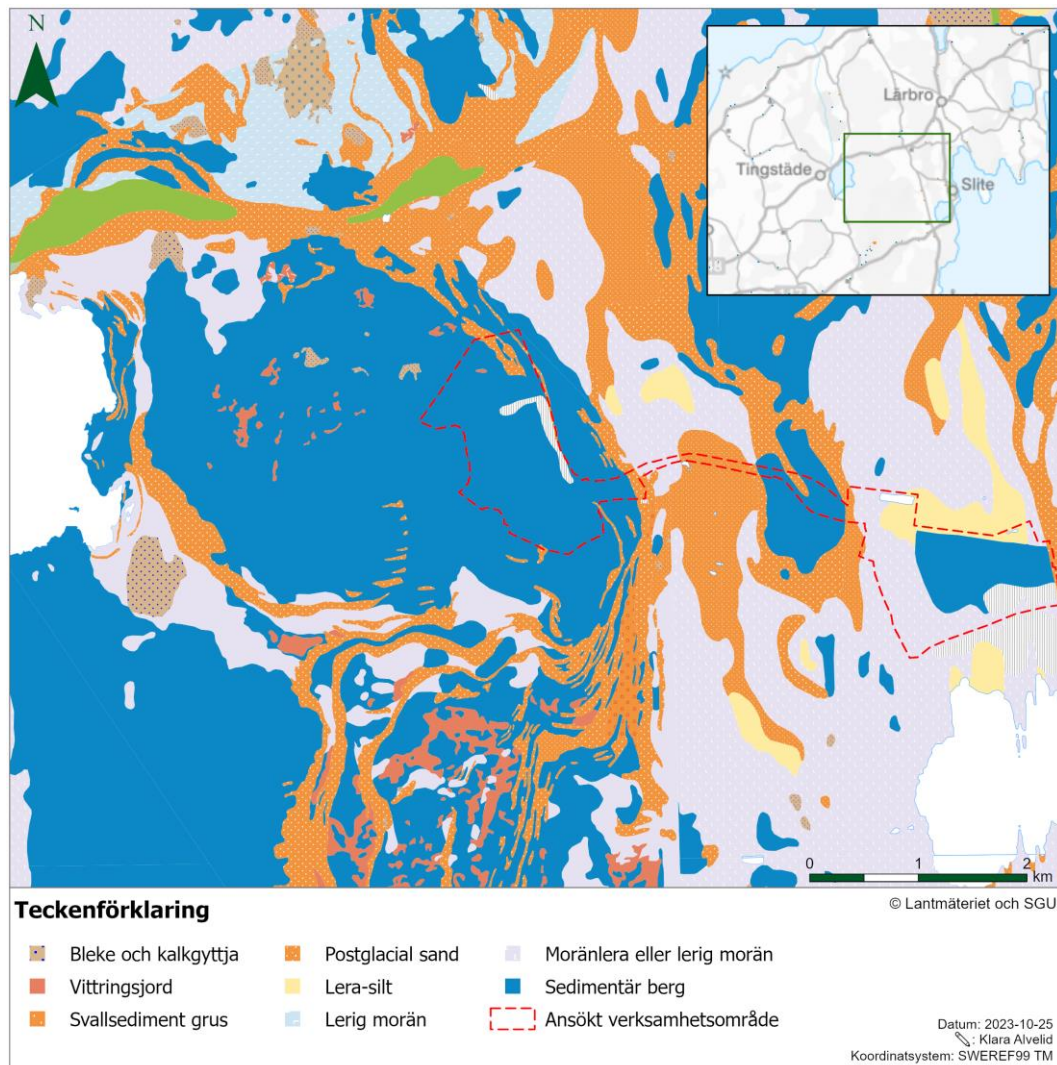 N
Lärbro
Tingstäde
Slite
0 1 2
km
© Lantmäteriet och SGU
Teckenförklaring
Bleke och kalkgyttja
Vittringsjord
Svallsediment grus
Postglacial sand
Lera-silt
Lerig morän
Moränlera eller lerig morän
Sedimentär berg
Ansökt verksamhetsområde
Datum: 2023-10-25
: Klara Alvelid
Koordinatsystem: SWEREF99 TM